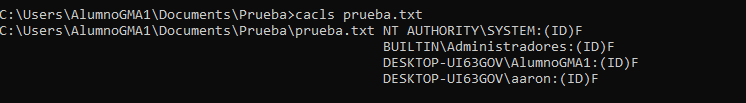 C:\Users\AlumnoGMA1\Documents\Prueba>cacls prueba.txt
C:\Users\AlumnoGMA1\Documents\Prueba\prueba.txt NT AUTHORITY\SYSTEM:(ID)F
BUILTIN\Administradores:(ID)F
DESKTOP-UI63GOV\AlumnoGMA1:(ID)F
DESKTOP-UI63GOV\aaron:(ID)F